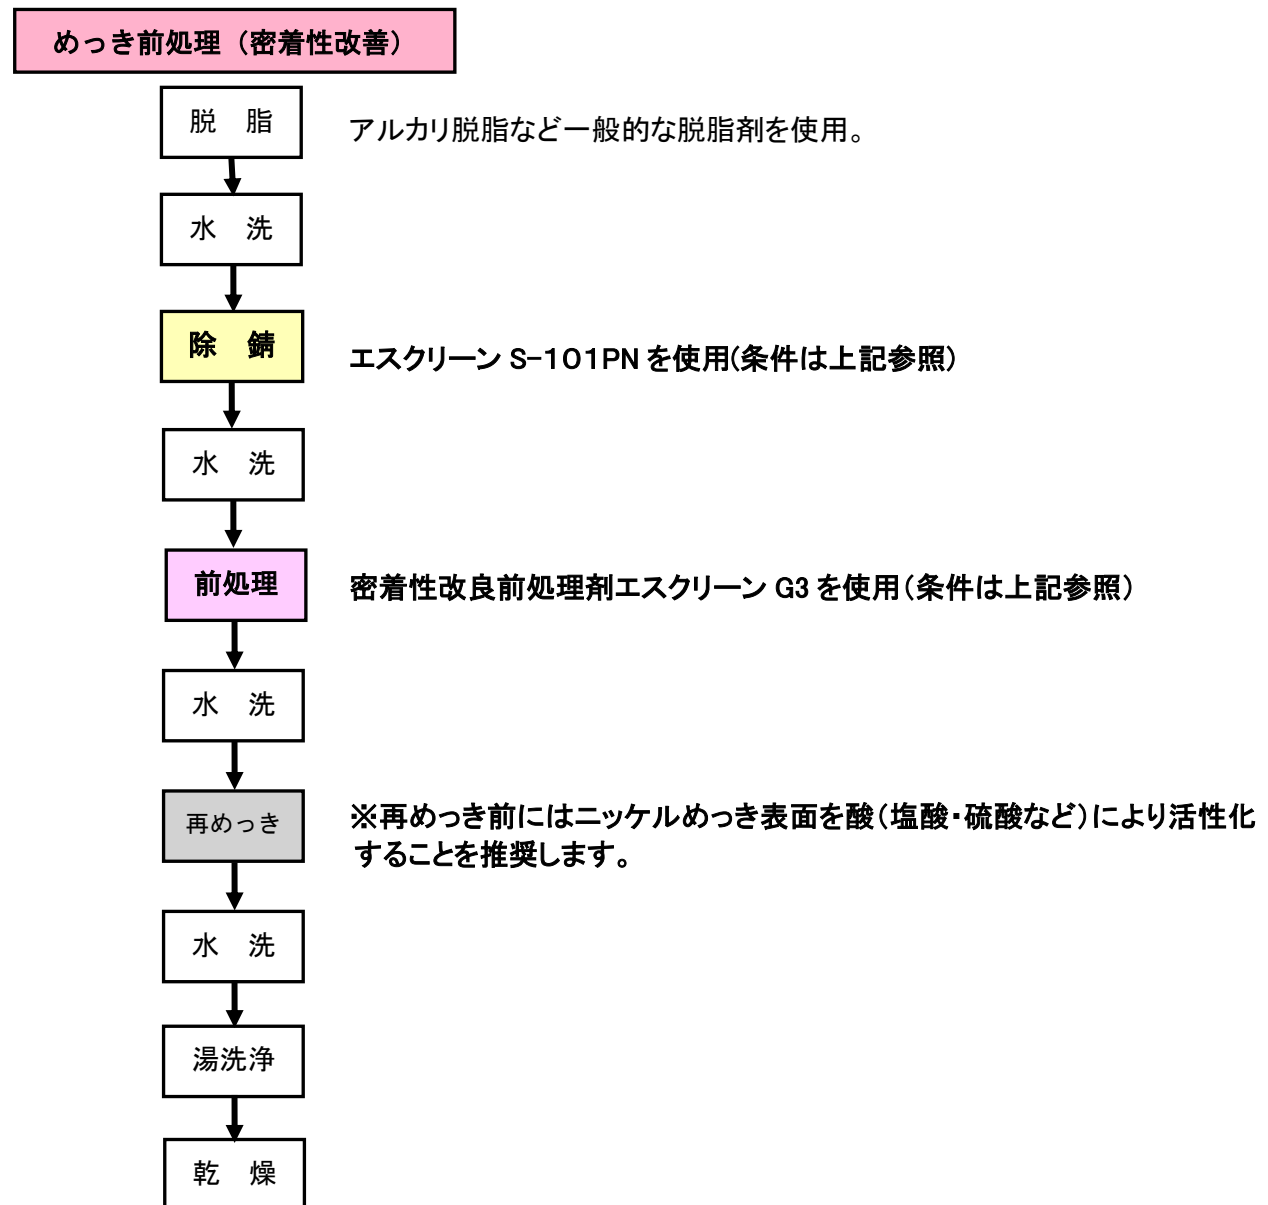 めっき前処理（密着性改善）
脱　脂
アルカリ脱脂など一般的な脱脂剤を使用。
水　洗
除　錆
エスクリーン S-１０１PN を使用(条件は上記参照)
水　洗
前処理
密着性改良前処理剤エスクリーン G3 を使用（条件は上記参照）
水　洗
再めっき
※再めっき前にはニッケルめっき表面を酸（塩酸・硫酸など）により活性化
することを推奨します。
水　洗
湯洗浄
乾　燥